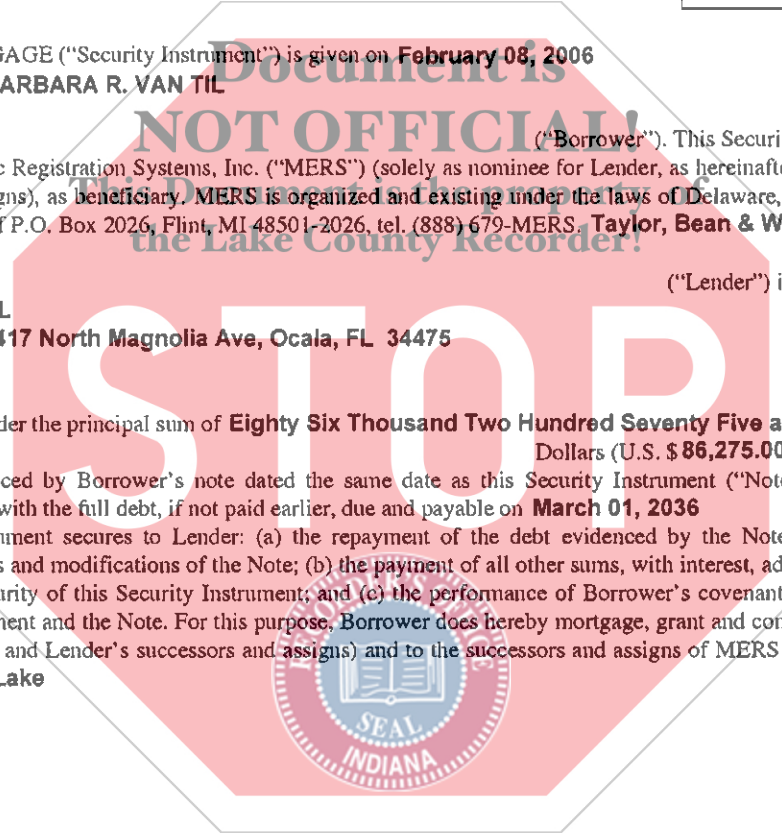 GAGE ("Security Instrument") is given on February 08, 2006
ARBARA R. VAN TIL
Document is
NOT OFFICIAL!
("Borrower"). This Securi
c Registration Systems, Inc. ("MERS") (solely as nominee for Lender, as hereinafte
gns), as beneficiary. MERS is organized and existing under the laws of Delaware,
This Document is the property of
f P.O. Box 2026, Flint, MI 48501-2026, tel. (888) 679-MERS. Taylor, Bean & W
the Lake County Recorder!
("Lender") i
L
417 North Magnolia Ave, Ocala, FL 34475
STOP
der the principal sum of Eighty Six Thousand Two Hundred Seventy Five a
Dollars (U.S. $ 86,275.00
ced by Borrower's note dated the same date as this Security Instrument ("Note
with the full debt, if not paid earlier, due and payable on March 01, 2036
ment secures to Lender: (a) the repayment of the debt evidenced by the Note
s and modifications of the Note; (b) the payment of all other sums, with interest, ad
urity of this Security Instrument; and (c) the performance of Borrower's covenant
nent and the Note. For this purpose, Borrower does hereby mortgage, grant and con
and Lender's successors and assigns) and to the successors and assigns of MERS
Lake
RECORDER'S OFFICE
SEAL
INDIANA